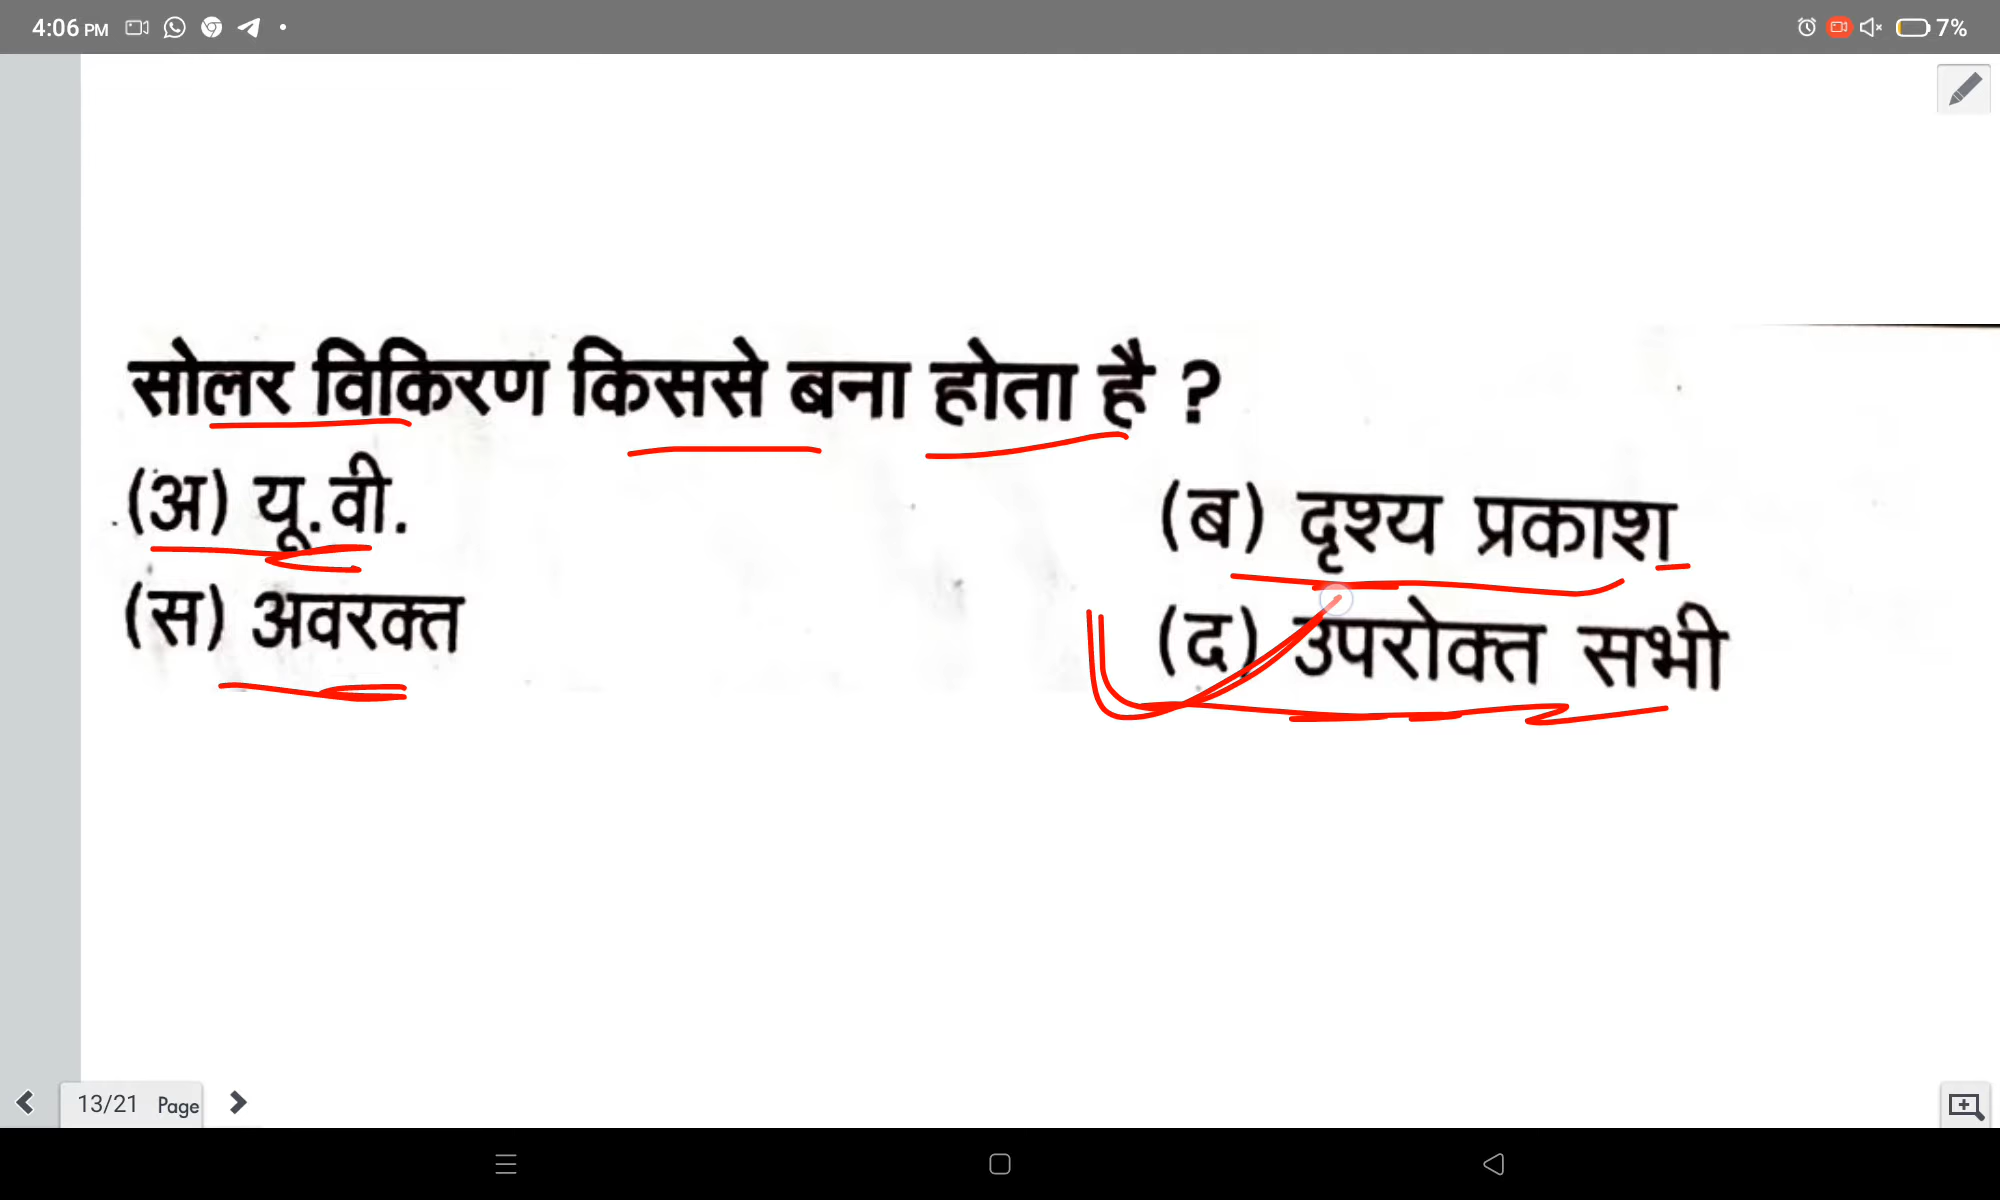 4:06 PM 7%
सोलर विकिरण किससे बना होता है ?
(अ) यू.वी. (ब) दृश्य प्रकाश
(स) अवरक्त (द) उपरोक्त सभी
13/21 Page